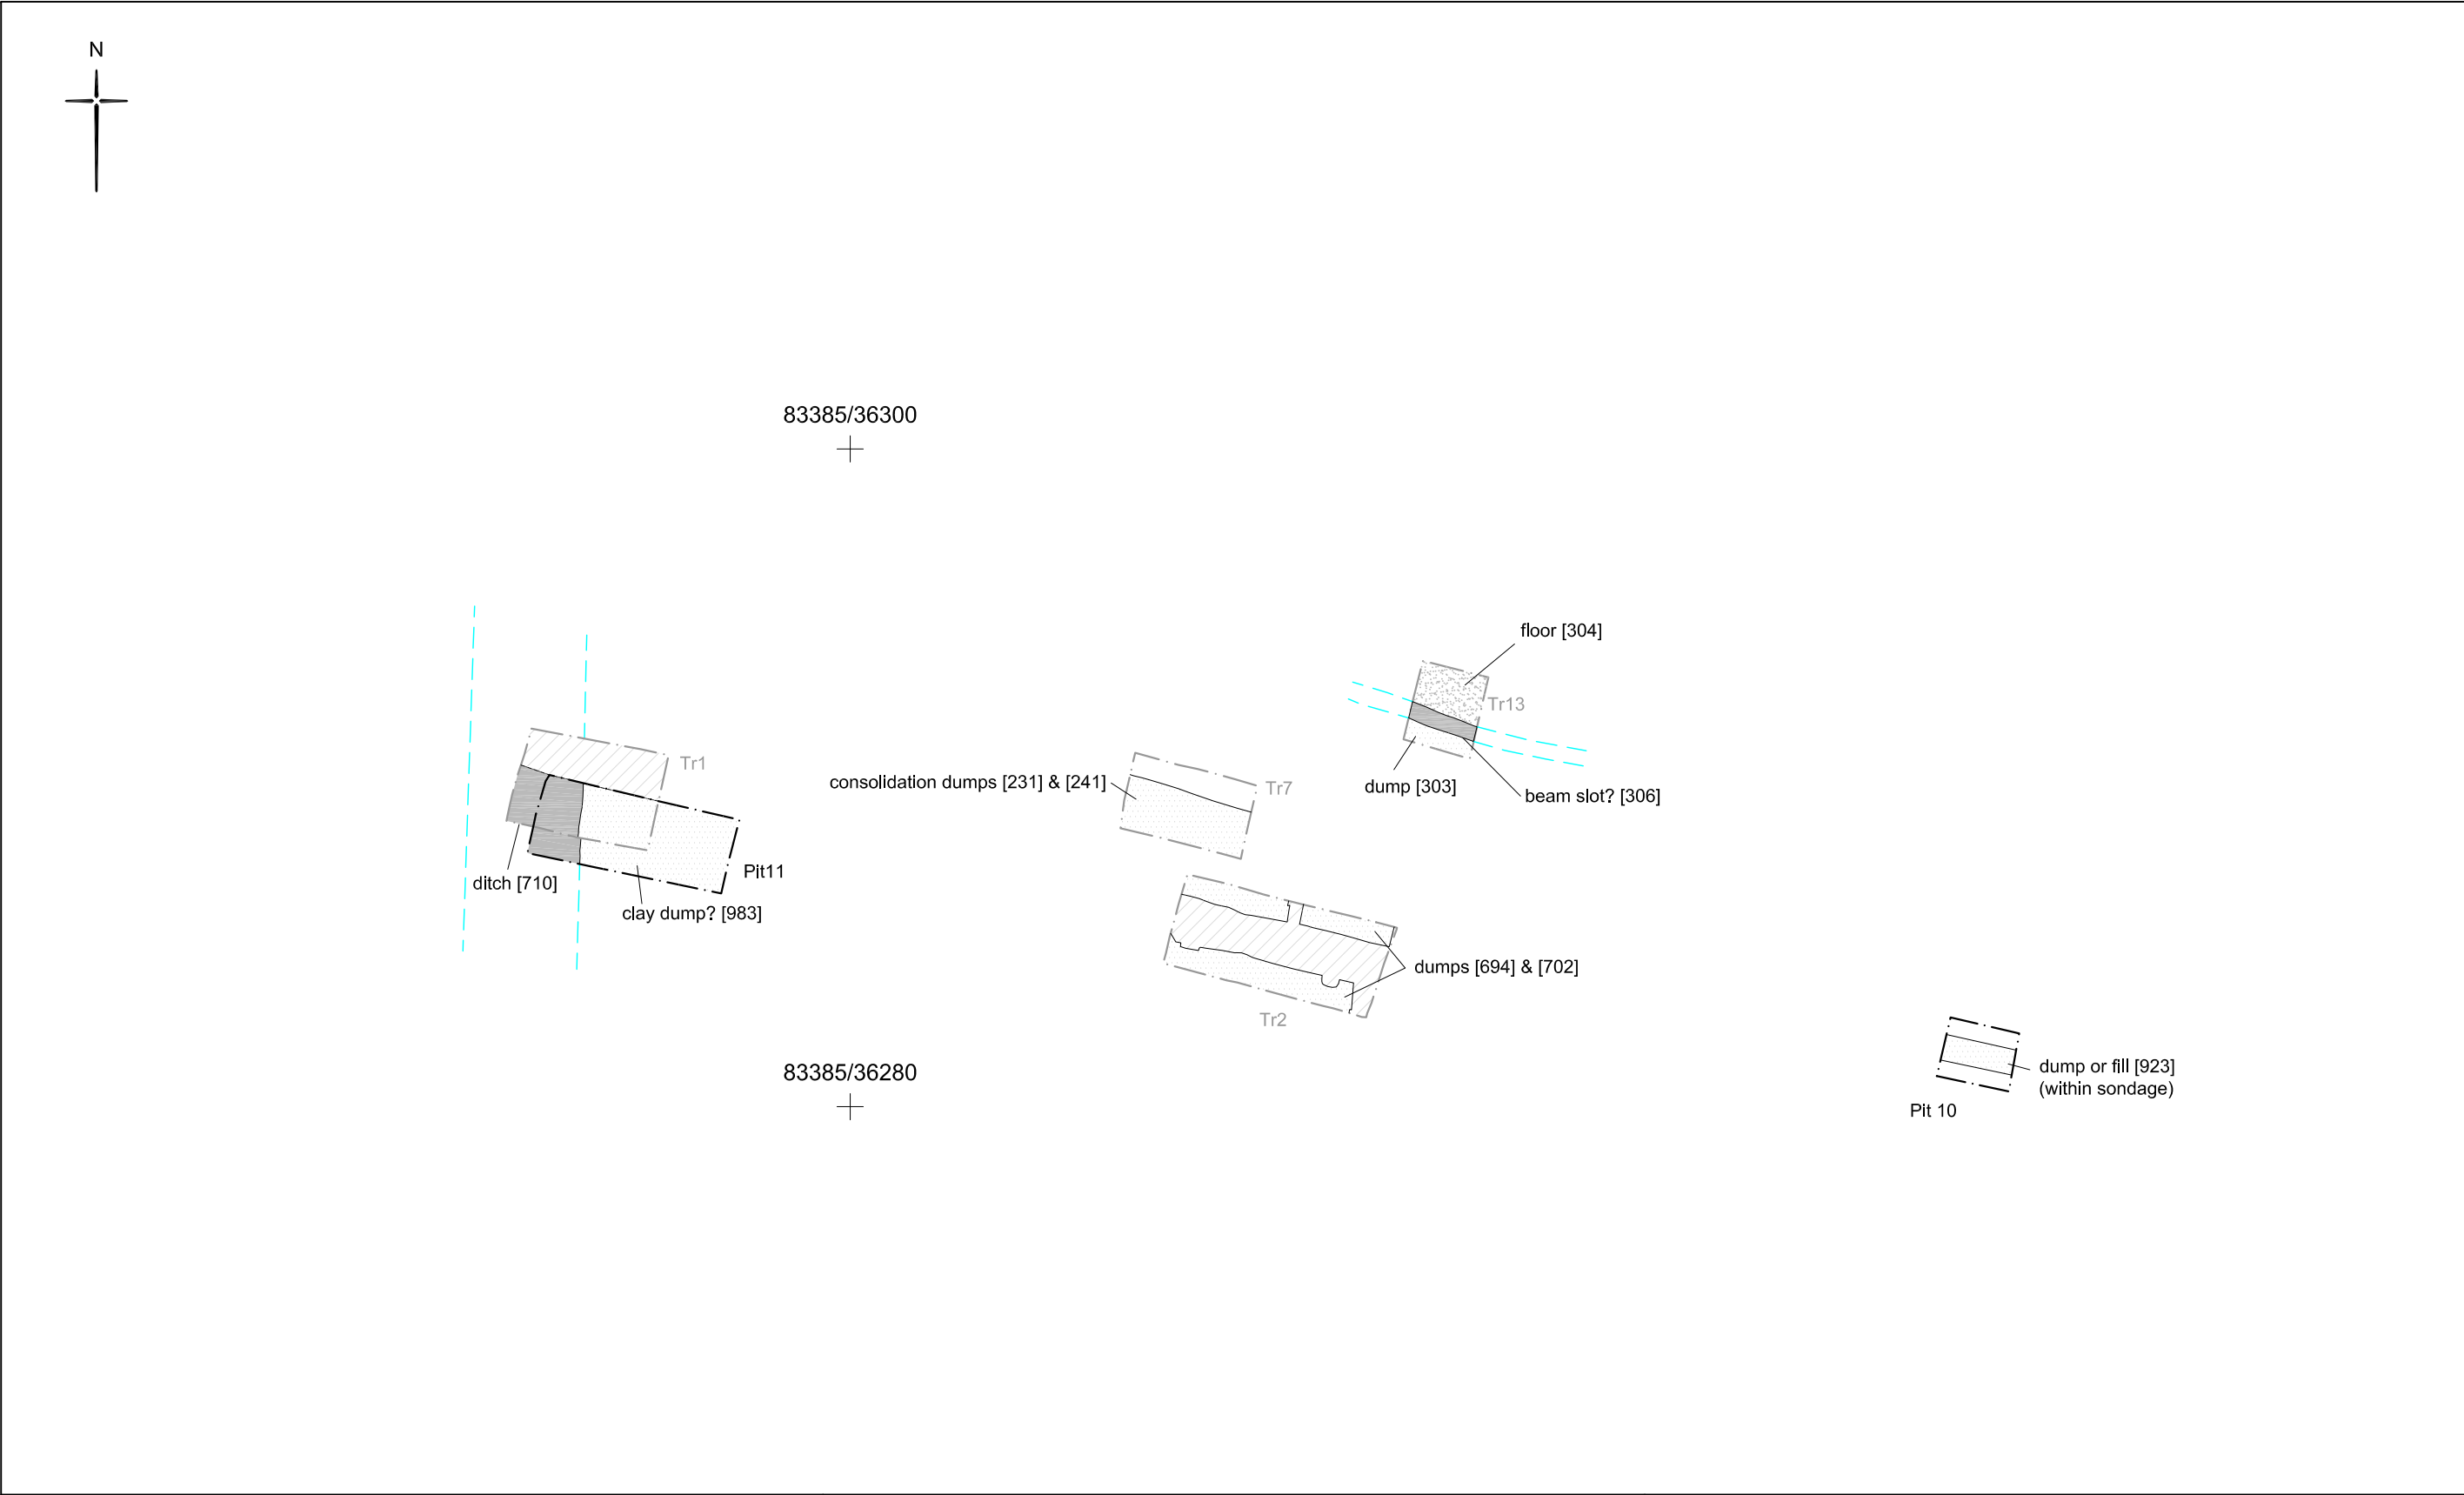 N
83385/36300
floor [304]
Tr13
Tr1
consolidation dumps [231] & [241]
Tr7
dump [303]
beam slot? [306]
Pit11
ditch [710]
clay dump? [983]
dumps [694] & [702]
Tr2
83385/36280
dump or fill [923]
(within sondage)
Pit 10